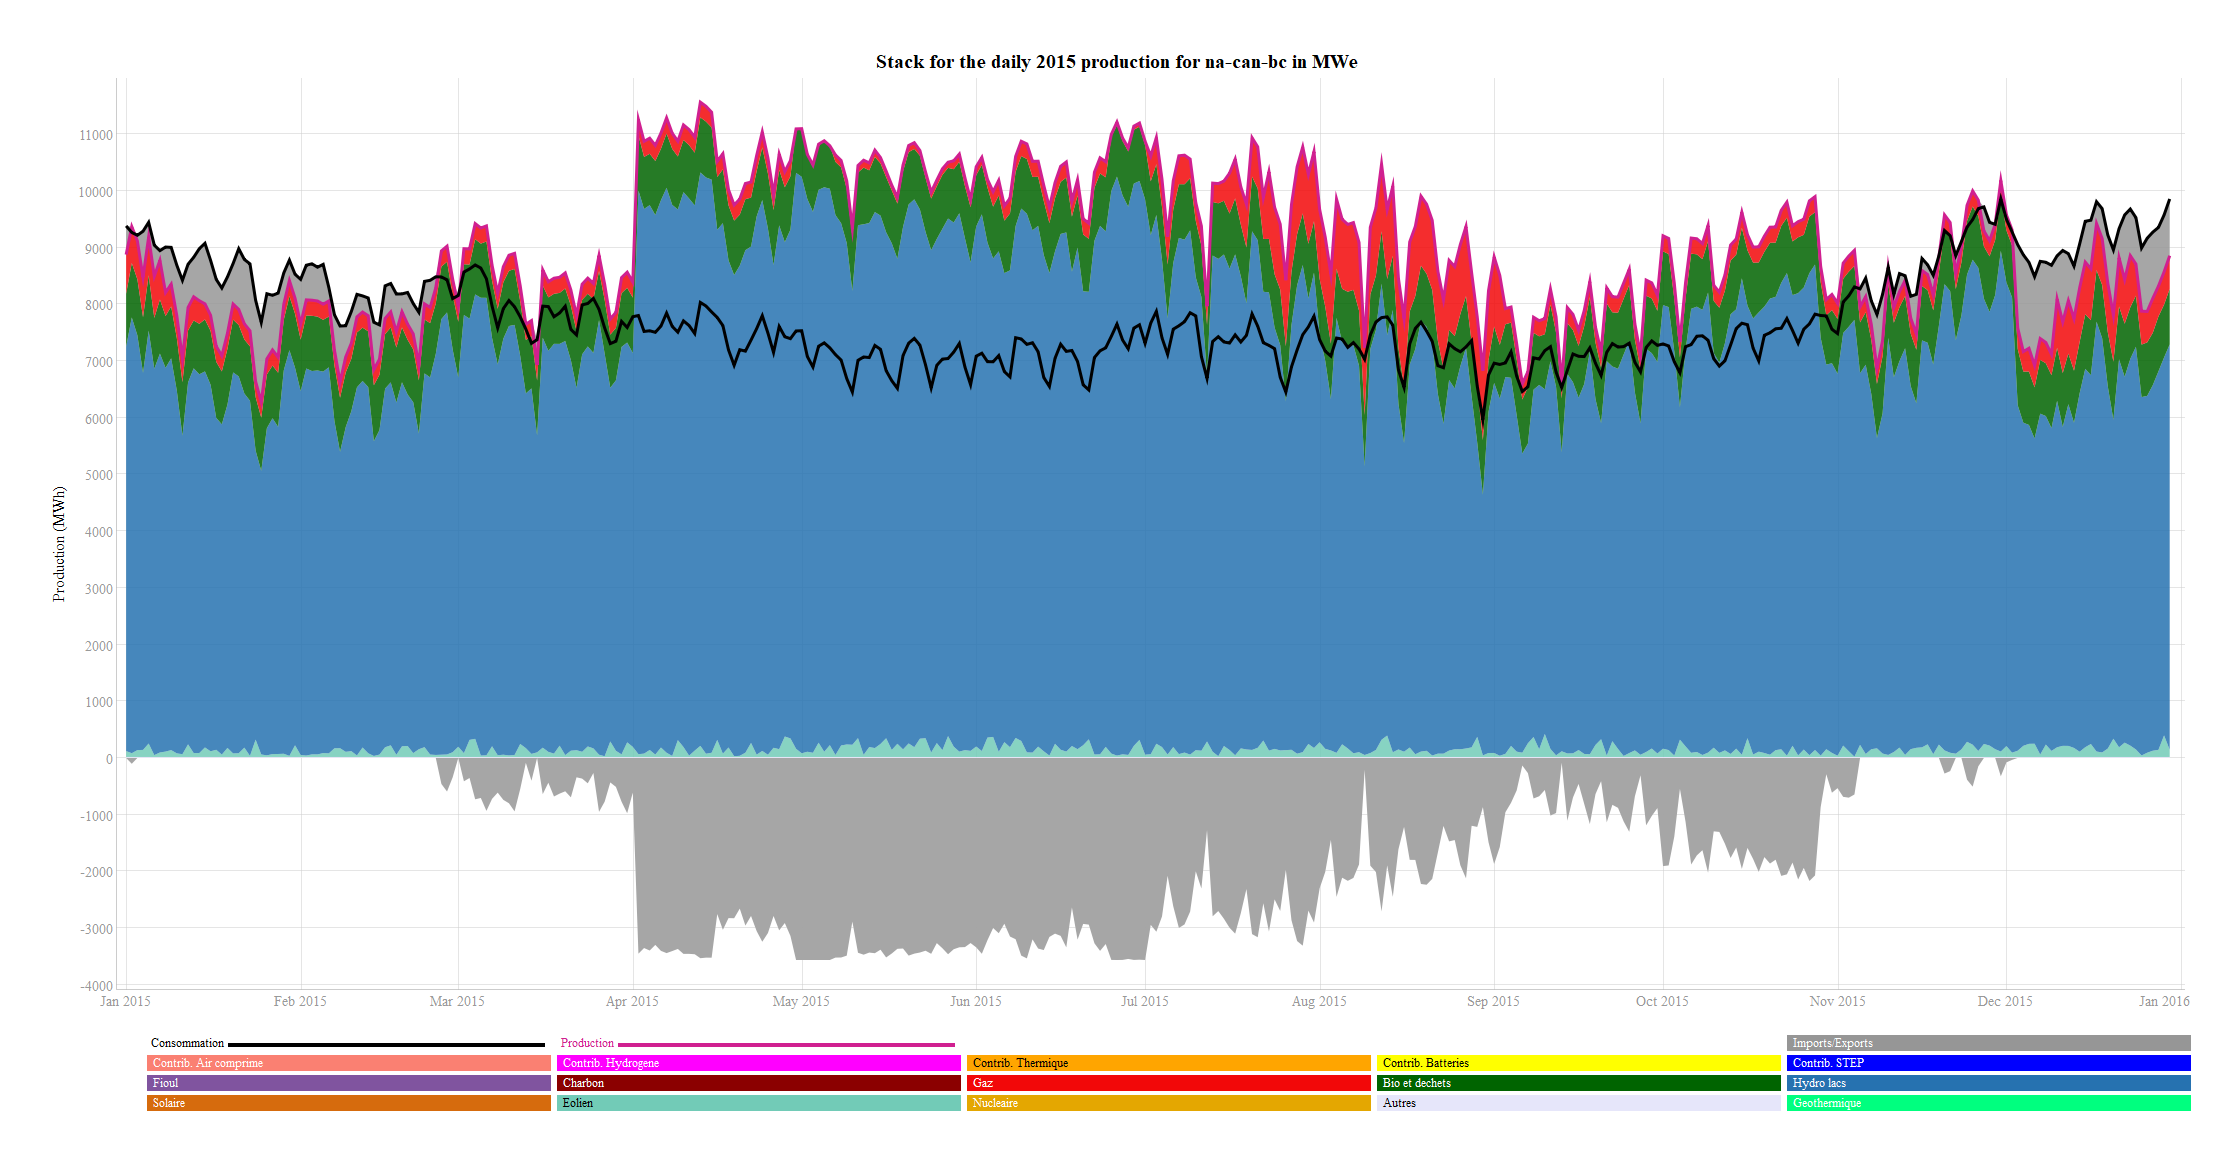 Stack for the daily 2015 production for na-can-bc in MWe
Production (MWh)
11000
10000
9000
8000
7000
6000
5000
4000
3000
2000
1000
0
-1000
-2000
-3000
-4000
Jan 2015 Feb 2015 Mar 2015 Apr 2015 May 2015 Jun 2015 Jul 2015 Aug 2015 Sep 2015 Oct 2015 Nov 2015 Dec 2015 Jan 2016
Consommation Production Imports/Exports
Contrib. Air comprime Contrib. Hydrogene Contrib. Thermique Contrib. Batteries Contrib. STEP
Fioul Charbon Gaz Bio et dechets Hydro lacs
Solaire Eolien Nucleaire Autres Geothermique